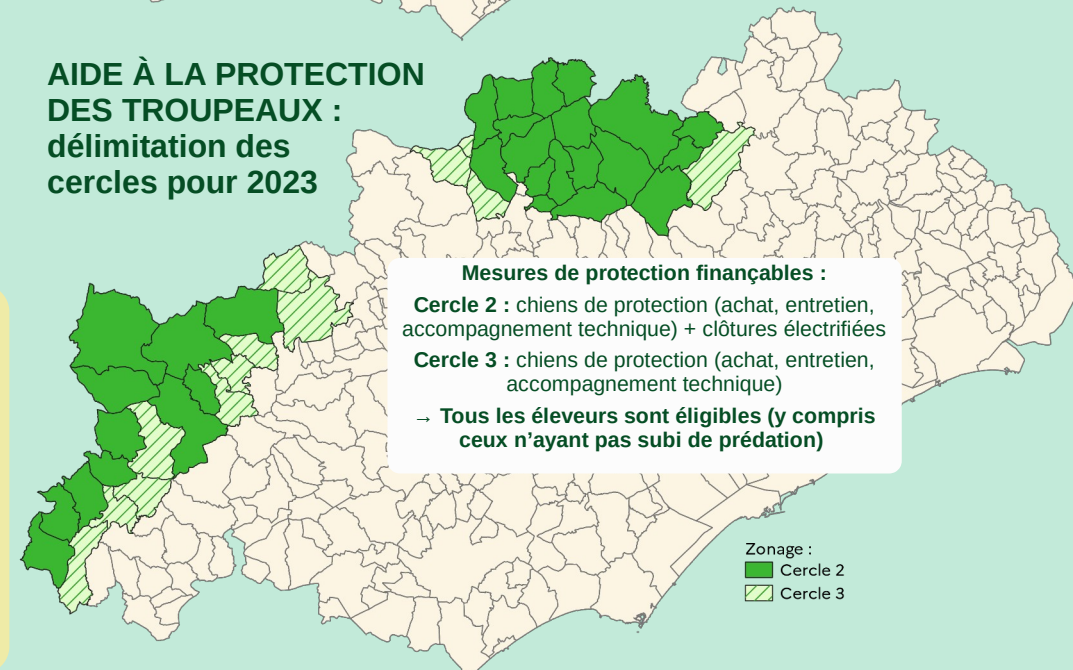 AIDE À LA PROTECTION
DES TROUPEAUX :
délimitation des
cercles pour 2023
Mesures de protection finançables :
Cercle 2 : chiens de protection (achat, entretien,
accompagnement technique) + clôtures électrifiées
Cercle 3 : chiens de protection (achat, entretien,
accompagnement technique)
→ Tous les éleveurs sont éligibles (y compris
ceux n’ayant pas subi de prédation)
Zonage :
Cercle 2
Cercle 3